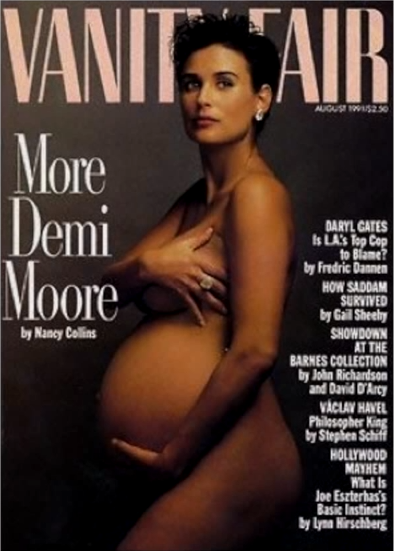 VANITY FAIR
AUGUST 1991/$2.50
More
Demi
Moore
by Nancy Collins
DARYL GATES
Is L.A.'s Top Cop
to Blame?
by Fredric Dannen
HOW SADDAM
SURVIVED
by Gail Sheehy
SHOWDOWN
AT THE
BARNES COLLECTION
by John Richardson
and David D'Arcy
VÁCLAV HAVEL
Philosopher King
by Stephen Schiff
HOLLYWOOD
MAYHEM
What Is
Joe Eszterhas's
Basic Instinct?
by Lynn Hirschberg